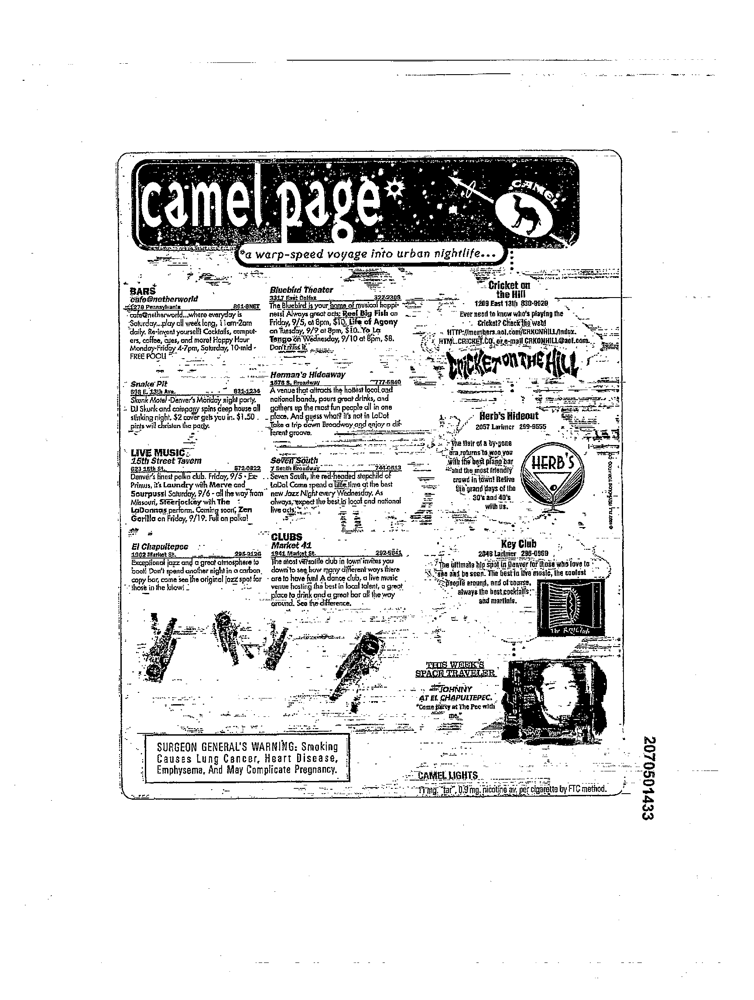 camel page*
CAMEL
*a warp-speed voyage into urban nightlife...
BARS
cafe@netherworld
1278 Pennsylvania 861-8NET
cafe@netherworld...where everyday is
Saturday...play all week long, 11am-2am
daily. Re-invent yourself! Cocktails, comput-
ers, coffee, apes, and more! Happy Hour
Monday-Friday 4-7pm, Saturday, 10-mid -
FREE POOL!
Snake Pit
608 E. 13th Ave. 831-1234
Skunk Motel -Denver's Monday night party.
DJ Skunk and company spins deep house all
stinking night. $2 cover gets you in. $1.50
pints will christen the party.
LIVE MUSIC
15th Street Tavern
623 15th St. 572-0822
Denver's finest polka club. Friday, 9/5 - Ex-
Primus, it's Laundry with Merve and
Sourpuss! Saturday, 9/6 - all the way from
Missouri, Steerjockey with The
LaDonnas perform. Coming soon, Zen
Gorilla on Friday, 9/19. Full on polka!
El Chapultepec
1962 Market St. 295-9126
Exceptional jazz and a great atmosphere to
boot! Don't spend another night in a carbon
copy bar, come see the original jazz spot for
those in the know!
Bluebird Theater
3317 East Colfax 322-2308
The Bluebird is your home of musical happi-
ness! Always great acts; Reel Big Fish on
Friday, 9/5, at 8pm, $10, Life of Agony
on Tuesday, 9/9 at 8pm, $10. Yo La
Tengo on Wednesday, 9/10 at 8pm, $8.
Don't miss it.
Herman's Hideaway
1578 S. Broadway 777-5840
A venue that attracts the hottest local and
national bands, pours great drinks, and
gathers up the most fun people all in one
place. And guess what? It's not in LoDo!
Take a trip down Broadway and enjoy a dif-
ferent groove.
Seven South
7 South Broadway 744-0513
Seven South, the red-headed stepchild of
LoDo! Come spend a little time at the best
new Jazz Night every Wednesday. As
always, expect the best in local and national
live acts.
CLUBS
Market 41
1941 Market St. 292-5641
The most versatile club in town invites you
down to see how many different ways there
are to have fun! A dance club, a live music
venue hosting the best in local talent, a great
place to drink and a great bar all the way
around. See the difference.
Cricket on
the Hill
1209 East 13th 830-9020
Ever need to know who's playing the
Cricket? Check the web!
HTTP://members.aol.com/CRKONHILL/index.
HTML.CRICKET.CO. or e-mail CRKONHILL@aol.com.
CRICKET ON THE HILL
Herb's Hideout
2057 Larimer 299-9555
The flair of a by-gone
era returns to woo you
with the best piano bar
and the most friendly
crowd in town! Relive
the grand days of the
30's and 40's
with us.
HERB'S
Key Club
2048 Larimer 298-0969
The ultimate hip spot in Denver for those who love to
see and be seen. The best in live music, the coolest
people around, and of course,
always the best cocktails
and martinis.
The Key Club
THIS WEEK'S
SPACE TRAVELER
JOHNNY
AT EL CHAPULTEPEC.
"Come party at The Pec with
me."
SURGEON GENERAL'S WARNING: Smoking
Causes Lung Cancer, Heart Disease,
Emphysema, And May Complicate Pregnancy.
CAMEL LIGHTS
11 mg. "tar", 0.9 mg. nicotine av. per cigarette by FTC method.
2070501433